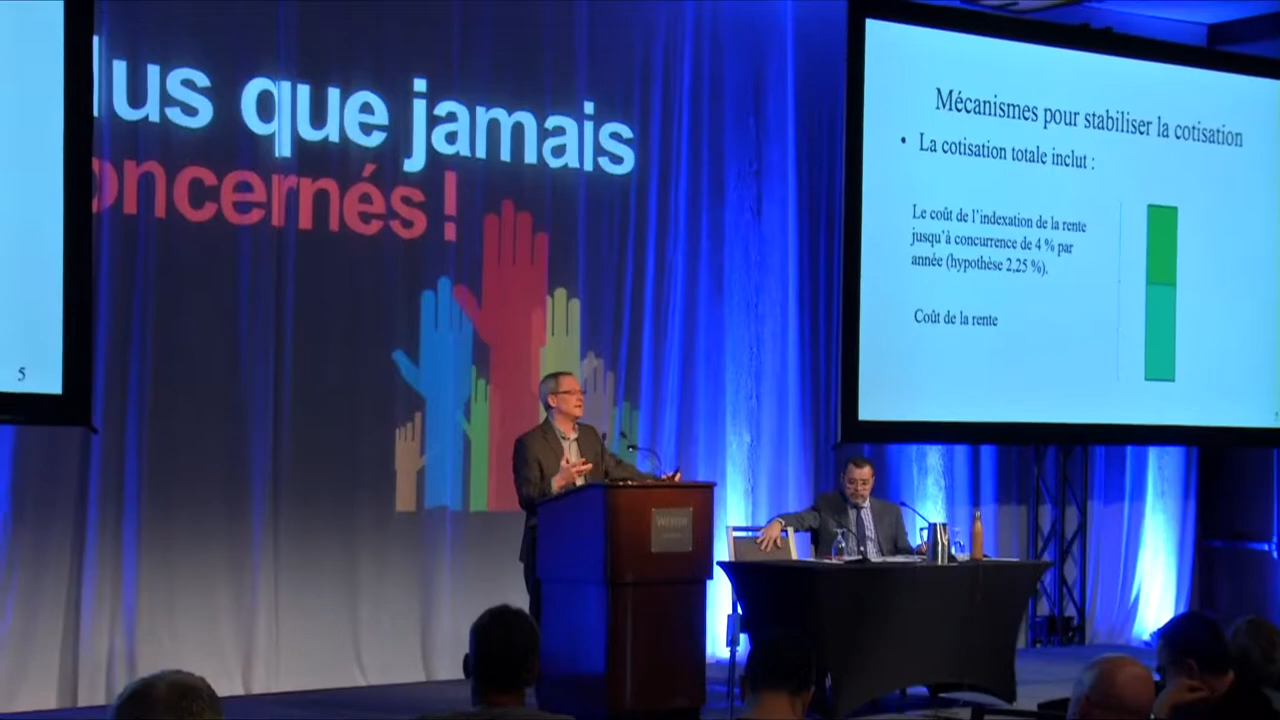 lus que jamais
oncernés !
5
Mécanismes pour stabiliser la cotisation
• La cotisation totale inclut :
Le coût de l'indexation de la rente
jusqu'à concurrence de 4 % par
année (hypothèse 2,25 %).
Coût de la rente
WESTIN